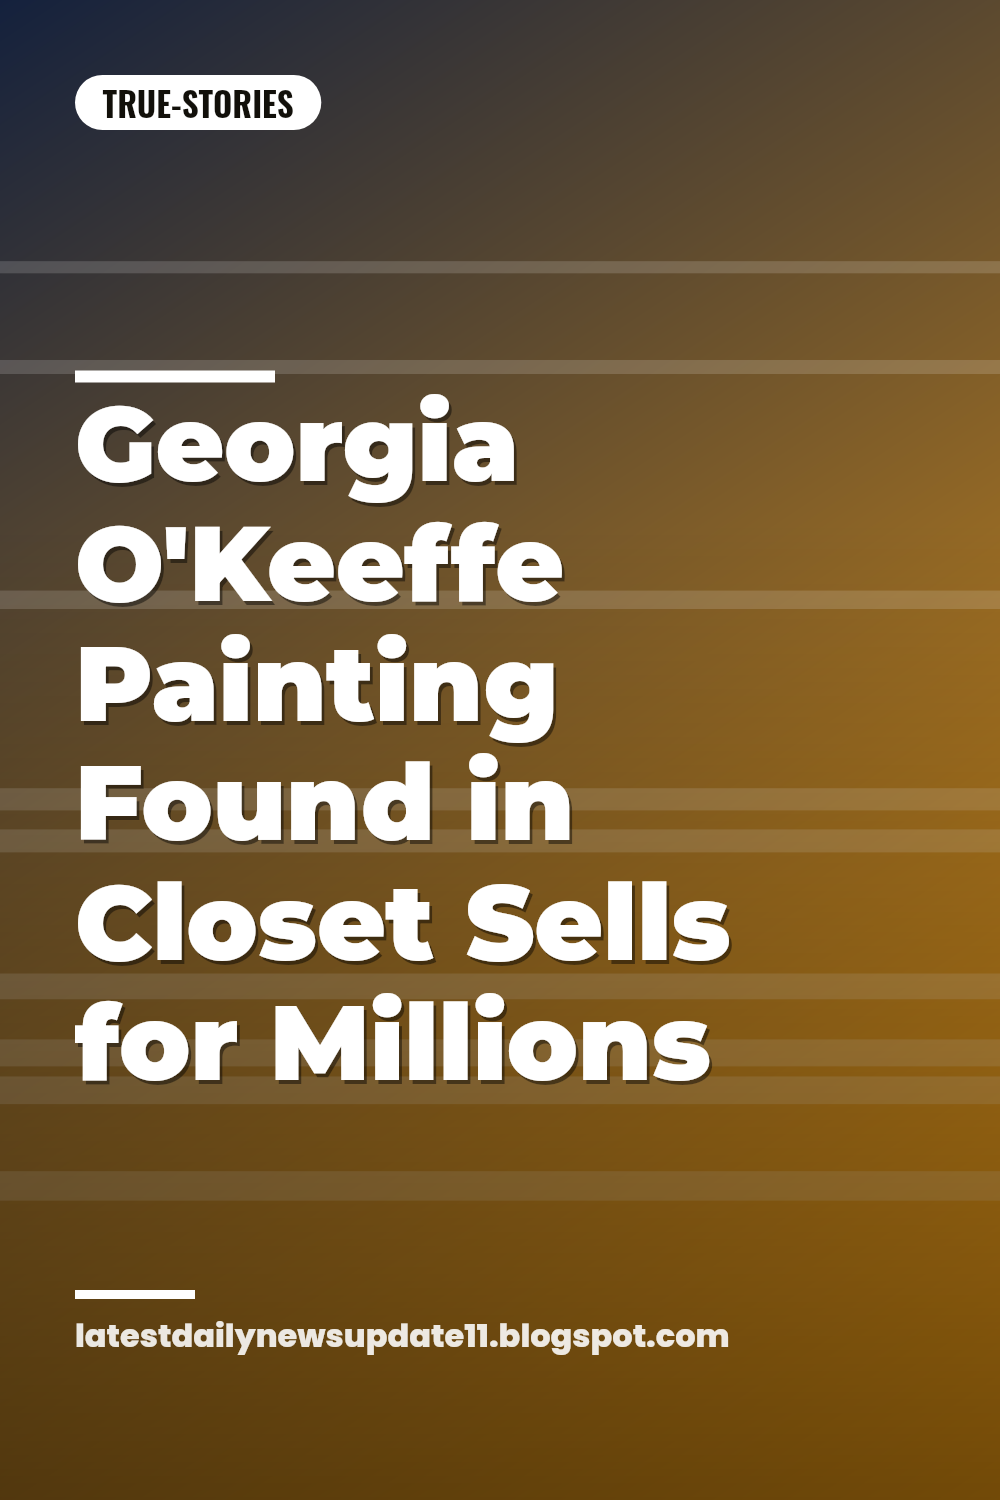 TRUE-STORIES
Georgia
O'Keeffe
Painting
Found in
Closet Sells
for Millions
latestdailynewsupdate11.blogspot.com